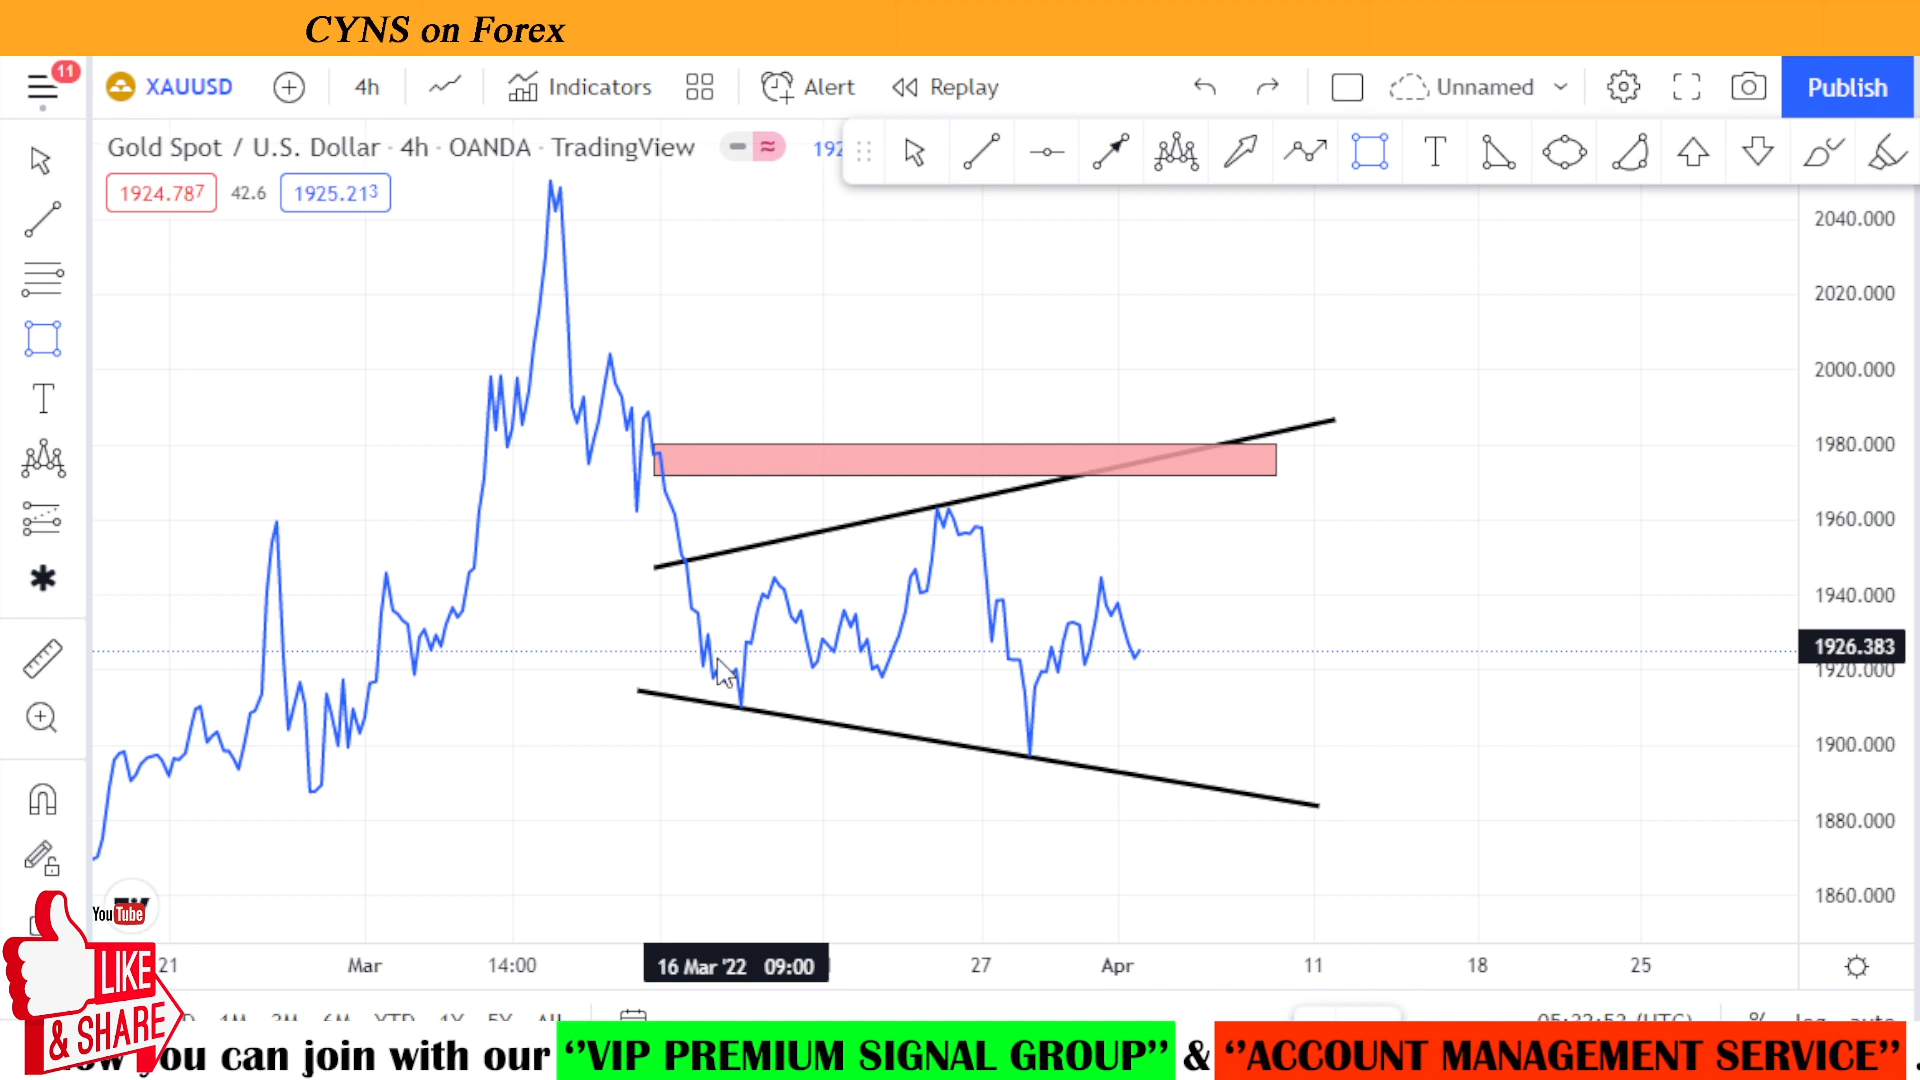 CYNS on Forex
11
XAUUSD 4h Indicators Alert Replay Unnamed Publish
Gold Spot / U.S. Dollar · 4h · OANDA · TradingView 192
1924.787 42.6 1925.213
2040.000
2020.000
2000.000
1980.000
1960.000
1940.000
1926.383
1920.000
1900.000
1880.000
1860.000
YouTube
LIKE
& SHARE
21 Mar 14:00 16 Mar '22 09:00 27 Apr 11 18 25
you can join with our ‘’VIP PREMIUM SIGNAL GROUP’’ & ‘’ACCOUNT MANAGEMENT SERVICE’’